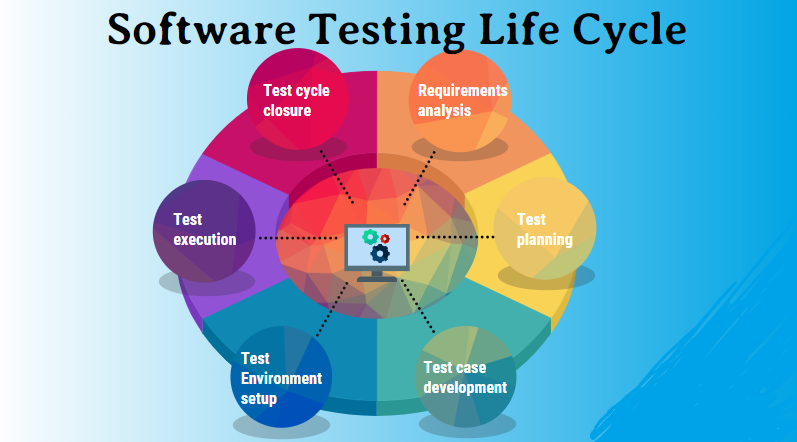 Software Testing Life Cycle
Requirements
analysis
Test
planning
Test case
development
Test
Environment
setup
Test
execution
Test cycle
closure